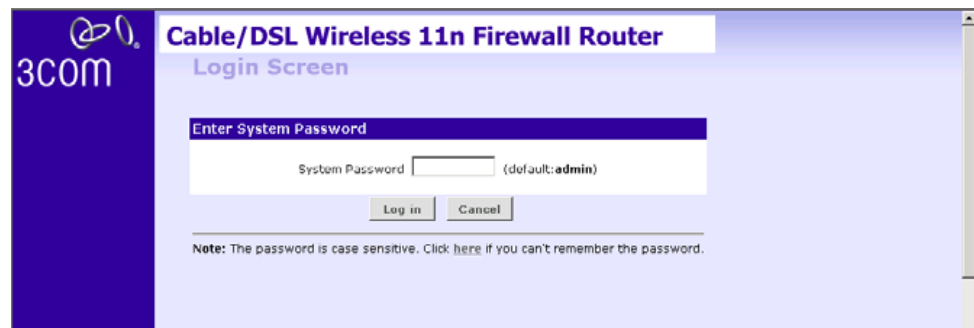 3COM
Cable/DSL Wireless 11n Firewall Router
Login Screen
Enter System Password
System Password (default:admin)
Log in Cancel
Note: The password is case sensitive. Click here if you can't remember the password.